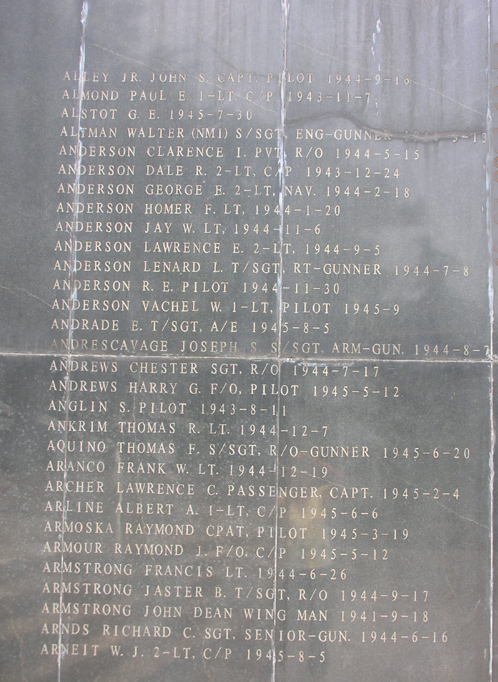 ALLEY JR. JOHN S. CAPT. PILOT 1944-9-16
ALMOND PAUL E. 1-LT, C/P 1943-11-7
ALSTOT G. E. 1945-7-30
ALTMAN WALTER (NMI) S/SGT, ENG-GUNNER
ANDERSON CLARENCE I. PVT, R/O 1944-5-15
ANDERSON DALE R. 2-LT, C/P 1943-12-24
ANDERSON GEORGE E. 2-LT, NAV. 1944-2-18
ANDERSON HOMER F. LT, 1944-1-20
ANDERSON JAY W. LT, 1944-11-6
ANDERSON LAWRENCE E. 2-LT, 1944-9-5
ANDERSON LENARD L. T/SGT, RT-GUNNER 1944-7-8
ANDERSON R. E. PILOT 1944-11-30
ANDERSON VACHEL W. 1-LT, PILOT 1945-9
ANDRADE E. T/SGT, A/E 1945-8-5
ANDRESCAVAGE JOSEPH S. S/SGT, ARM-GUN. 1944-8-7
ANDREWS CHESTER SGT, R/O 1944-7-17
ANDREWS HARRY G. F/O, PILOT 1945-5-12
ANGLIN S. PILOT 1943-8-11
ANKRIM THOMAS R. LT. 1944-12-7
AQUINO THOMAS F. S/SGT, R/O-GUNNER 1945-6-20
ARANCO FRANK W. LT. 1944-12-19
ARCHER LAWRENCE C. PASSENGER, CAPT. 1945-2-4
ARLINE ALBERT A. 1-LT, C/P 1945-6-6
ARMOSKA RAYMOND CPAT, PILOT 1945-3-19
ARMOUR RAYMOND J. F/O, C/P 1945-5-12
ARMSTRONG FRANCIS LT. 1944-6-26
ARMSTRONG JASTER B. T/SGT, R/O 1944-9-17
ARMSTRONG JOHN DEAN WING MAN 1941-9-18
ARNDS RICHARD C. SGT, SENIOR-GUN. 1944-6-16
ARNEIT W. J. 2-LT, C/P 1945-8-5